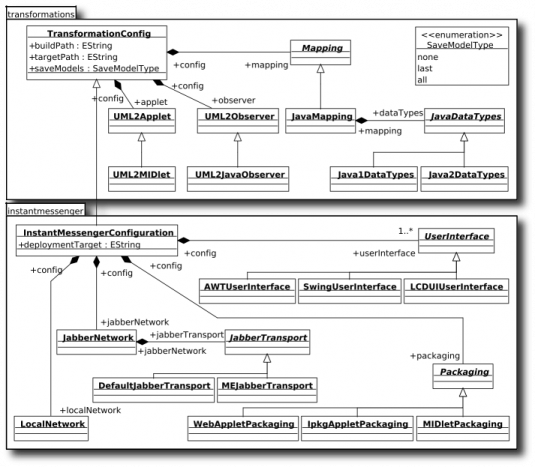 transformations
TransformationConfig
+buildPath : EString
+targetPath : EString
+saveModels : SaveModelType
+config
+mapping
Mapping
<<enumeration>>
SaveModelType
none
last
all
+config
+config
+applet
+observer
UML2Applet
UML2Observer
JavaMapping
+dataTypes
+mapping
JavaDataTypes
UML2MIDlet
UML2JavaObserver
Java1DataTypes
Java2DataTypes
instantmessenger
InstantMessengerConfiguration
+deploymentTarget : EString
+config
1..*
+userInterface
UserInterface
+config
+config
+config
AWTUserInterface
SwingUserInterface
LCDUIUserInterface
JabberNetwork
+jabberTransport
+jabberNetwork
JabberTransport
+packaging
Packaging
DefaultJabberTransport
MEJabberTransport
+localNetwork
LocalNetwork
WebAppletPackaging
IpkgAppletPackaging
MIDletPackaging